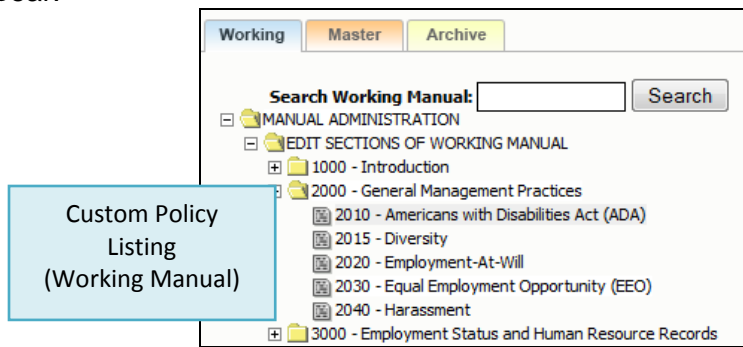 Working Master Archive
Search Working Manual: Search
MANUAL ADMINISTRATION
EDIT SECTIONS OF WORKING MANUAL
1000 - Introduction
2000 - General Management Practices
2010 - Americans with Disabilities Act (ADA)
2015 - Diversity
2020 - Employment-At-Will
2030 - Equal Employment Opportunity (EEO)
2040 - Harassment
3000 - Employment Status and Human Resource Records
Custom Policy
Listing
(Working Manual)